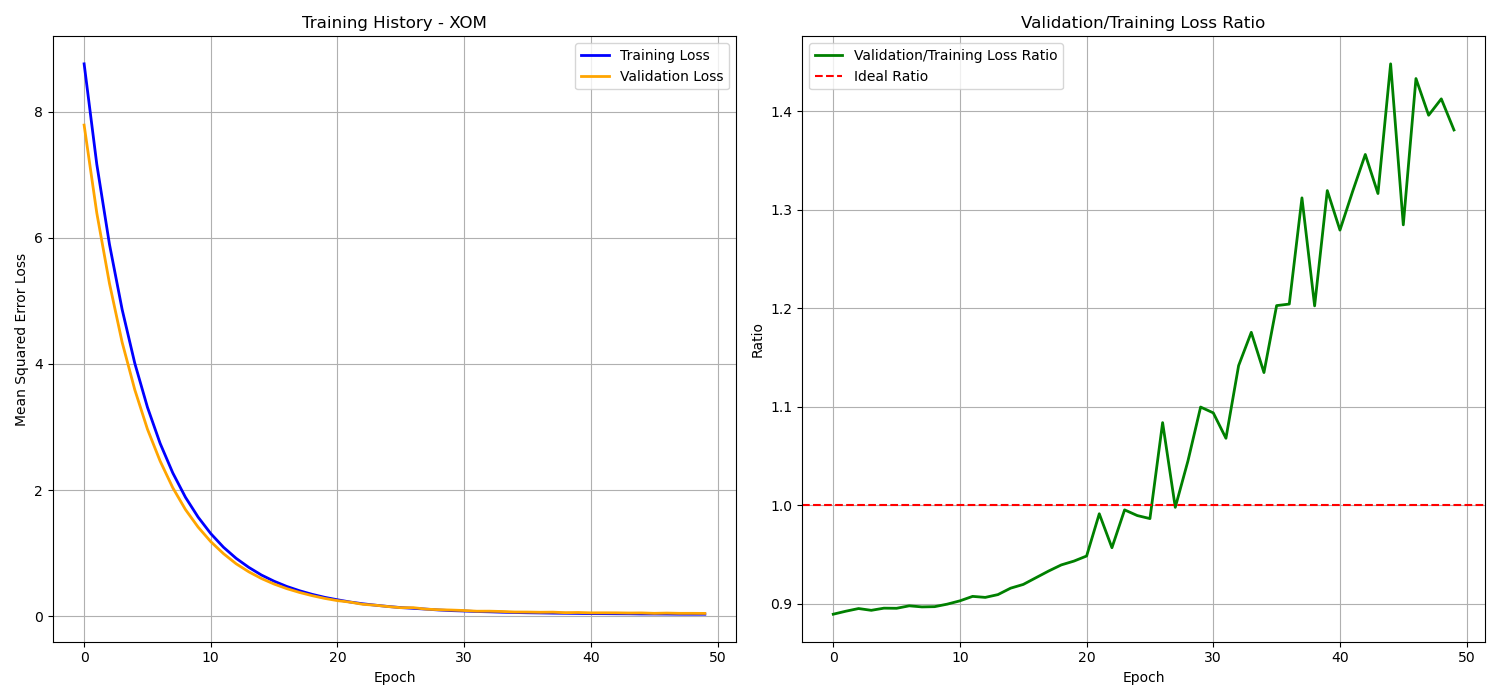 Training History - XOM
Training Loss
Validation Loss
Mean Squared Error Loss
8
6
4
2
0
0 10 20 30 40 50
Epoch
Validation/Training Loss Ratio
Validation/Training Loss Ratio
Ideal Ratio
Ratio
1.4
1.3
1.2
1.1
1.0
0.9
0 10 20 30 40 50
Epoch